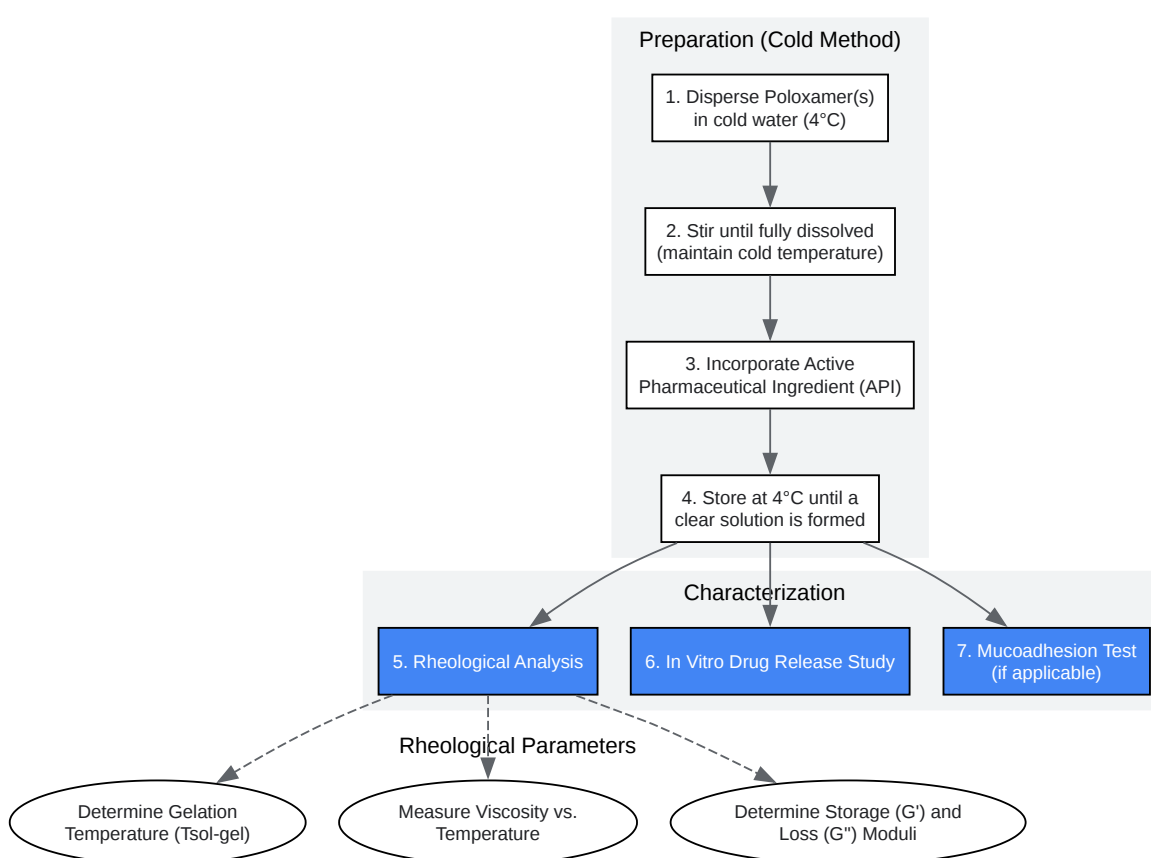 Preparation (Cold Method)
1. Disperse Poloxamer(s)
in cold water (4°C)
2. Stir until fully dissolved
(maintain cold temperature)
3. Incorporate Active
Pharmaceutical Ingredient (API)
4. Store at 4°C until a
clear solution is formed
Characterization
5. Rheological Analysis
6. In Vitro Drug Release Study
7. Mucoadhesion Test
(if applicable)
Rheological Parameters
Determine Gelation
Temperature (Tsol-gel)
Measure Viscosity vs.
Temperature
Determine Storage (G') and
Loss (G") Moduli